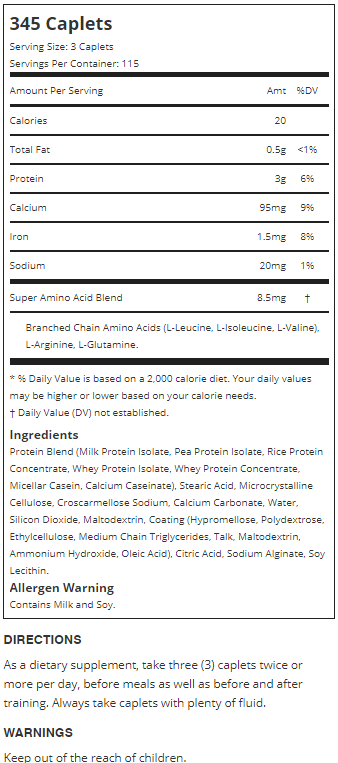 345 Caplets
Serving Size: 3 Caplets
Servings Per Container: 115
Amount Per Serving Amt %DV
Calories 20
Total Fat 0.5g <1%
Protein 3g 6%
Calcium 95mg 9%
Iron 1.5mg 8%
Sodium 20mg 1%
Super Amino Acid Blend 8.5mg †
Branched Chain Amino Acids (L-Leucine, L-Isoleucine, L-Valine),
L-Arginine, L-Glutamine.
* % Daily Value is based on a 2,000 calorie diet. Your daily values
may be higher or lower based on your calorie needs.
† Daily Value (DV) not established.
Ingredients
Protein Blend (Milk Protein Isolate, Pea Protein Isolate, Rice Protein
Concentrate, Whey Protein Isolate, Whey Protein Concentrate,
Micellar Casein, Calcium Caseinate), Stearic Acid, Microcrystalline
Cellulose, Croscarmellose Sodium, Calcium Carbonate, Water,
Silicon Dioxide, Maltodextrin, Coating (Hypromellose, Polydextrose,
Ethylcellulose, Medium Chain Triglycerides, Talk, Maltodextrin,
Ammonium Hydroxide, Oleic Acid), Citric Acid, Sodium Alginate, Soy
Lecithin.
Allergen Warning
Contains Milk and Soy.
DIRECTIONS
As a dietary supplement, take three (3) caplets twice or
more per day, before meals as well as before and after
training. Always take caplets with plenty of fluid.
WARNINGS
Keep out of the reach of children.